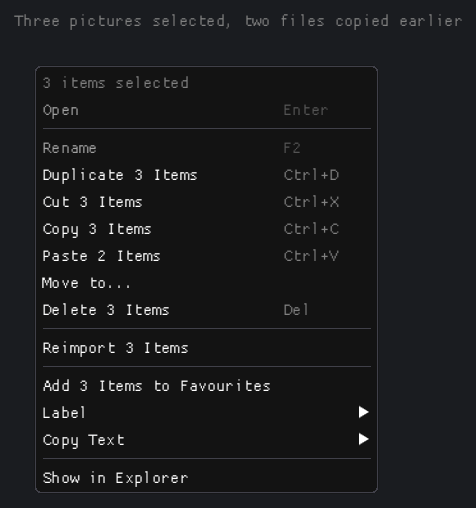 Three pictures selected, two files copied earlier
3 items selected
Open Enter
Rename F2
Duplicate 3 Items Ctrl+D
Cut 3 Items Ctrl+X
Copy 3 Items Ctrl+C
Paste 2 Items Ctrl+V
Move to...
Delete 3 Items Del
Reimport 3 Items
Add 3 Items to Favourites
Label
Copy Text
Show in Explorer